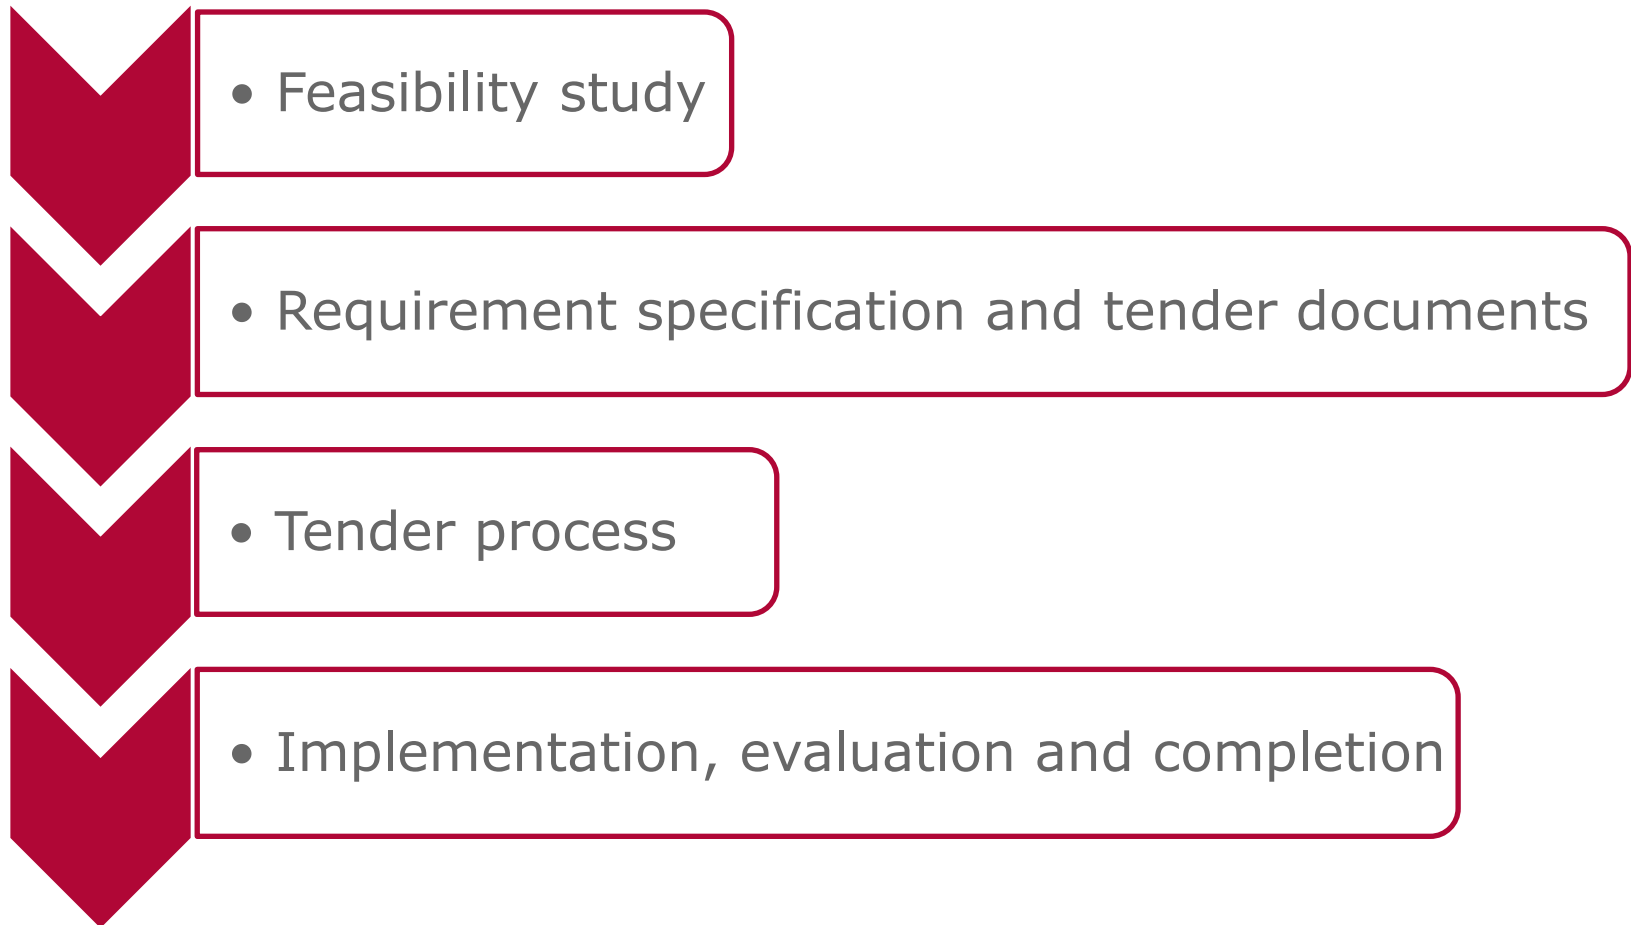 • Feasibility study
• Requirement specification and tender documents
• Tender process
• Implementation, evaluation and completion